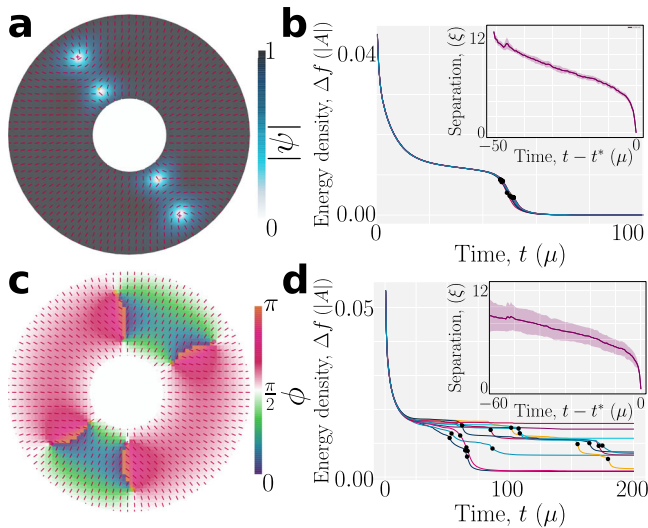 a
1
|ψ|
0
b
Energy density, Δf (|A|)
0.04
0.00
0
100
Time, t (μ)
Separation, (ξ)
12
0
−50
0
Time, t − t* (μ)
c
π
π/2
ϕ
0
d
Energy density, Δf (|A|)
0.05
0.00
0
100
200
Time, t (μ)
Separation, (ξ)
12
0
−60
0
Time, t − t* (μ)